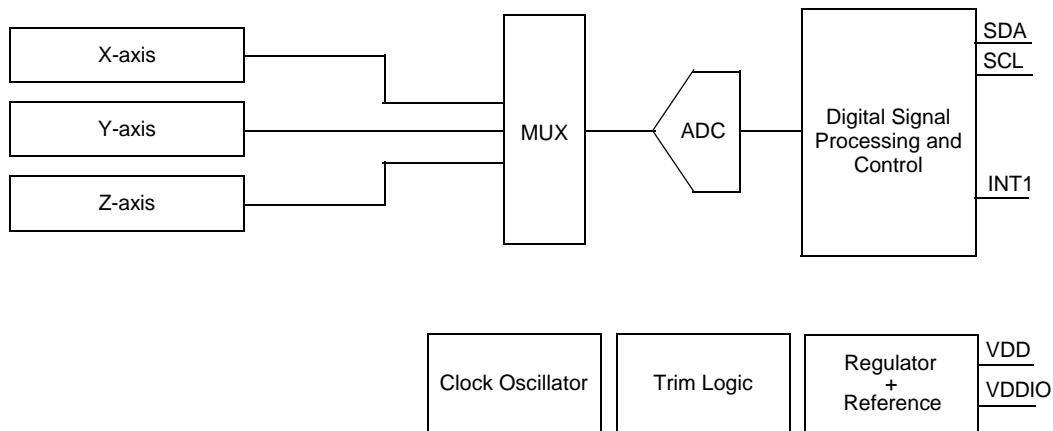 X-axis
Y-axis
Z-axis
MUX
ADC
Digital Signal
Processing and
Control
SDA
SCL
INT1
Clock Oscillator
Trim Logic
Regulator
+
Reference
VDD
VDDIO